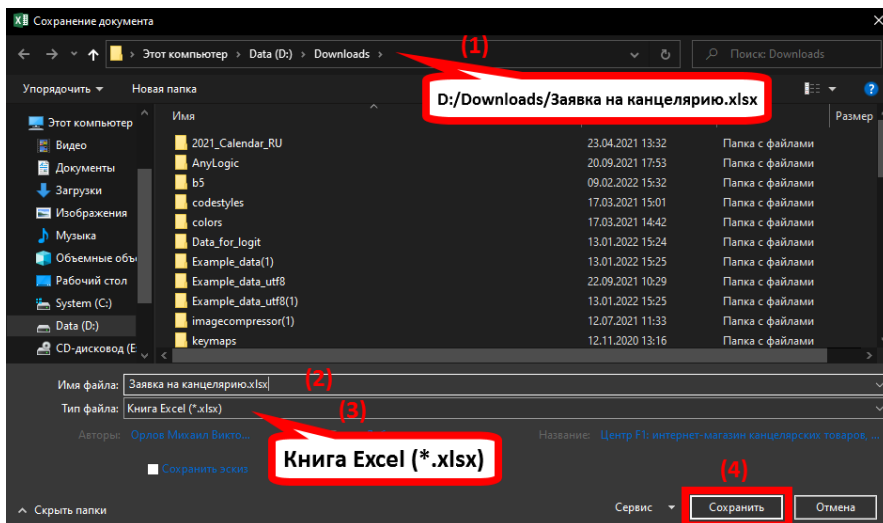 Сохранение документа
Этот компьютер > Data (D:) > Downloads >
(1)
Поиск: Downloads
Упорядочить
Новая папка
D:/Downloads/Заявка на канцелярию.xlsx
Имя
Размер
Этот компьютер
Видео
Документы
Загрузки
Изображения
Музыка
Объемные объ
Рабочий стол
System (C:)
Data (D:)
CD-дисковод (E
2021_Calendar_RU 23.04.2021 13:32 Папка с файлами
AnyLogic 20.09.2021 17:53 Папка с файлами
b5 09.02.2022 15:32 Папка с файлами
codestyles 17.03.2021 15:01 Папка с файлами
colors 17.03.2021 14:42 Папка с файлами
Data_for_logit 13.01.2022 15:24 Папка с файлами
Example_data(1) 13.01.2022 15:25 Папка с файлами
Example_data_utf8 22.09.2021 10:29 Папка с файлами
Example_data_utf8(1) 13.01.2022 15:25 Папка с файлами
imagecompressor(1) 12.07.2021 11:33 Папка с файлами
keymaps 12.11.2020 13:16 Папка с файлами
Имя файла: Заявка на канцелярию.xlsx
(2)
Тип файла: Книга Excel (*.xlsx)
(3)
Авторы: Орлов Михаил Викто...
Название: Центр F1: интернет-магазин канцелярских товаров, ...
Книга Excel (*.xlsx)
Сохранить эскиз
(4)
Скрыть папки
Сервис
Сохранить
Отмена